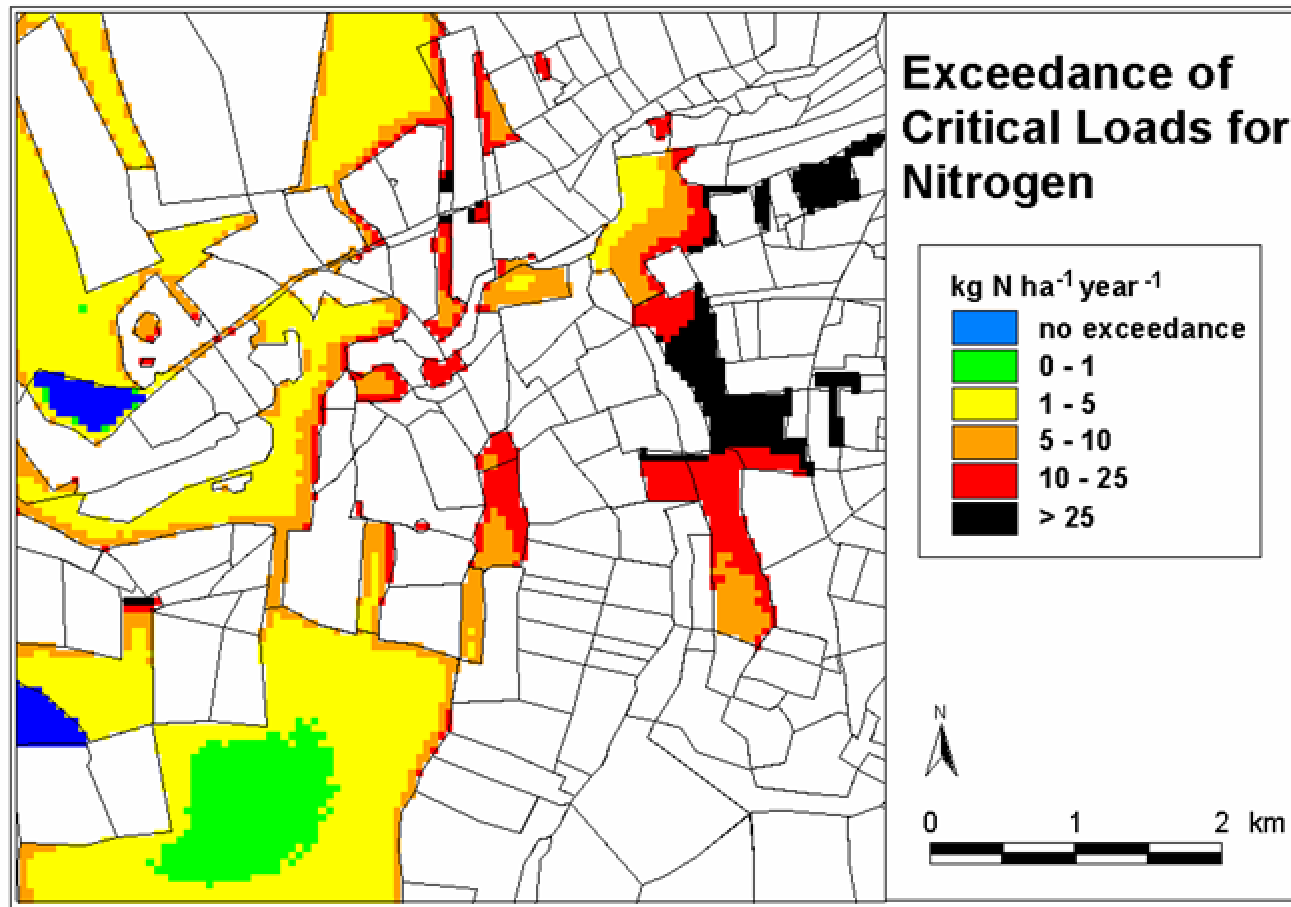 Exceedance of
Critical Loads for
Nitrogen
kg N ha⁻¹ year⁻¹
no exceedance
0 - 1
1 - 5
5 - 10
10 - 25
> 25
N
0 1 2 km